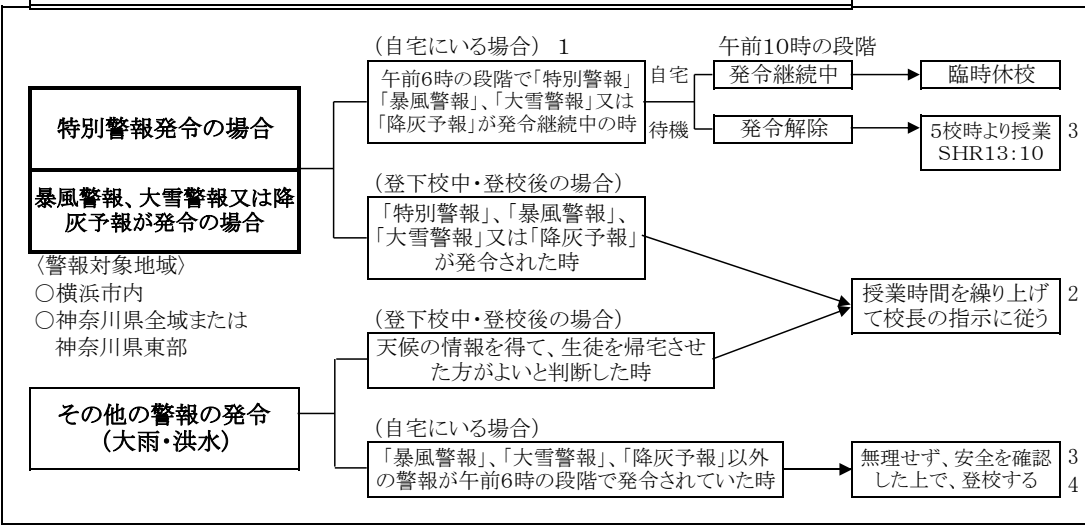 特別警報発令の場合
暴風警報、大雪警報又は降
灰予報が発令の場合
〈警報対象地域〉
○横浜市内
○神奈川県全域または
神奈川県東部
その他の警報の発令
(大雨・洪水)
(自宅にいる場合) 1
午前6時の段階で「特別警報」
「暴風警報」、「大雪警報」又は
「降灰予報」が発令継続中の時
自宅
待機
午前10時の段階
発令継続中
臨時休校
発令解除
5校時より授業
SHR13:10
3
(登下校中・登校後の場合)
「特別警報」、「暴風警報」、
「大雪警報」又は「降灰予報」
が発令された時
(登下校中・登校後の場合)
天候の情報を得て、生徒を帰宅させ
た方がよいと判断した時
授業時間を繰り上げ
て校長の指示に従う
2
(自宅にいる場合)
「暴風警報」、「大雪警報」、「降灰予報」以外
の警報が午前6時の段階で発令されていた時
無理せず、安全を確認
した上で、登校する
3
4